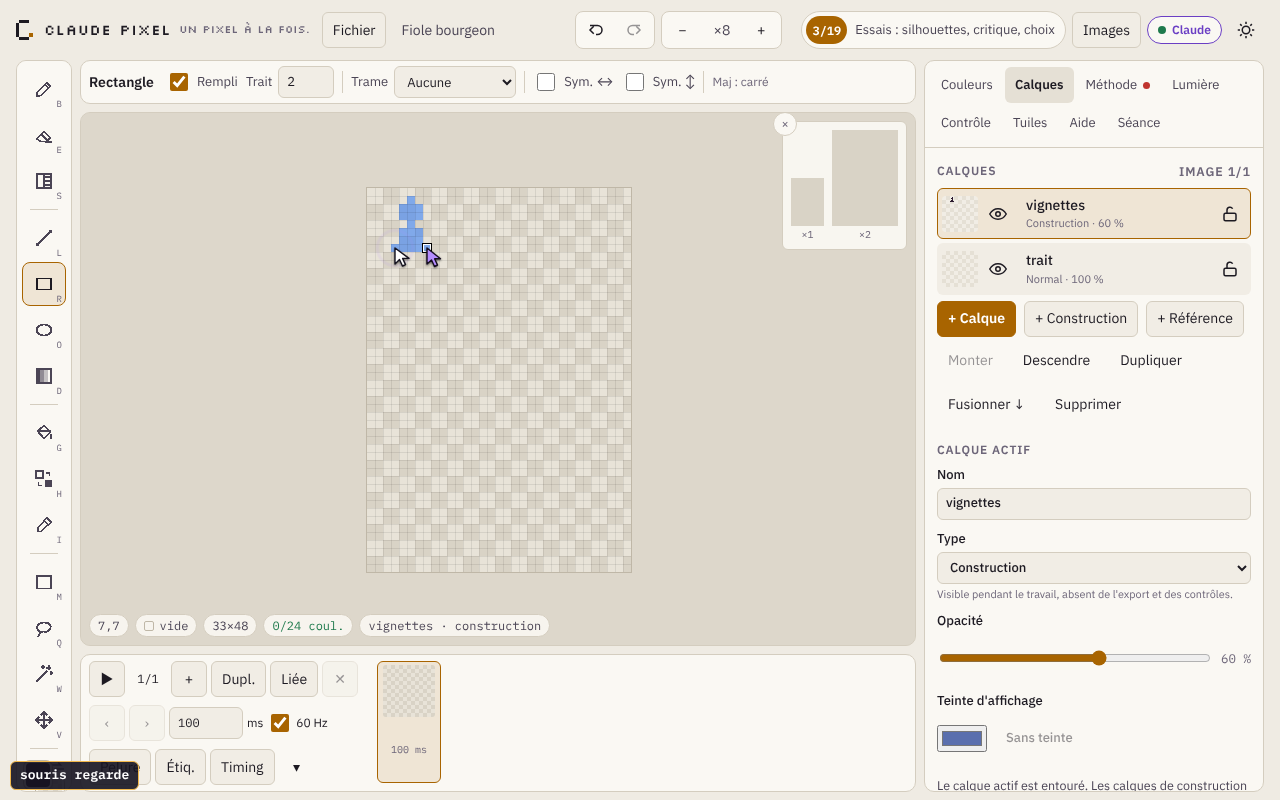 CLAUDE PIXEL UN PIXEL À LA FOIS. Fichier Fiole bourgeon − ×8 + 3/19 Essais : silhouettes, critique, choix Images Claude
B
E
S
L
R
O
D
G
H
I
M
Q
W
V
Rectangle Rempli Trait 2 Trame Aucune Sym. ↔ Sym. ↕ Maj : carré
×
×1 ×2
7,7 vide 33×48 0/24 coul. vignettes · construction
1/1 + Dupl. Liée ✕
‹ › 100 ms 60 Hz
Étiq. Timing ▼
100 ms
souris regarde
Couleurs Calques Méthode Lumière
Contrôle Tuiles Aide Séance
CALQUES IMAGE 1/1
vignettes
Construction · 60 %
trait
Normal · 100 %
+ Calque + Construction + Référence
Monter Descendre Dupliquer
Fusionner ↓ Supprimer
CALQUE ACTIF
Nom
vignettes
Type
Construction
Visible pendant le travail, absent de l'export et des contrôles.
Opacité
60 %
Teinte d'affichage
Sans teinte
Le calque actif est entouré. Les calques de construction